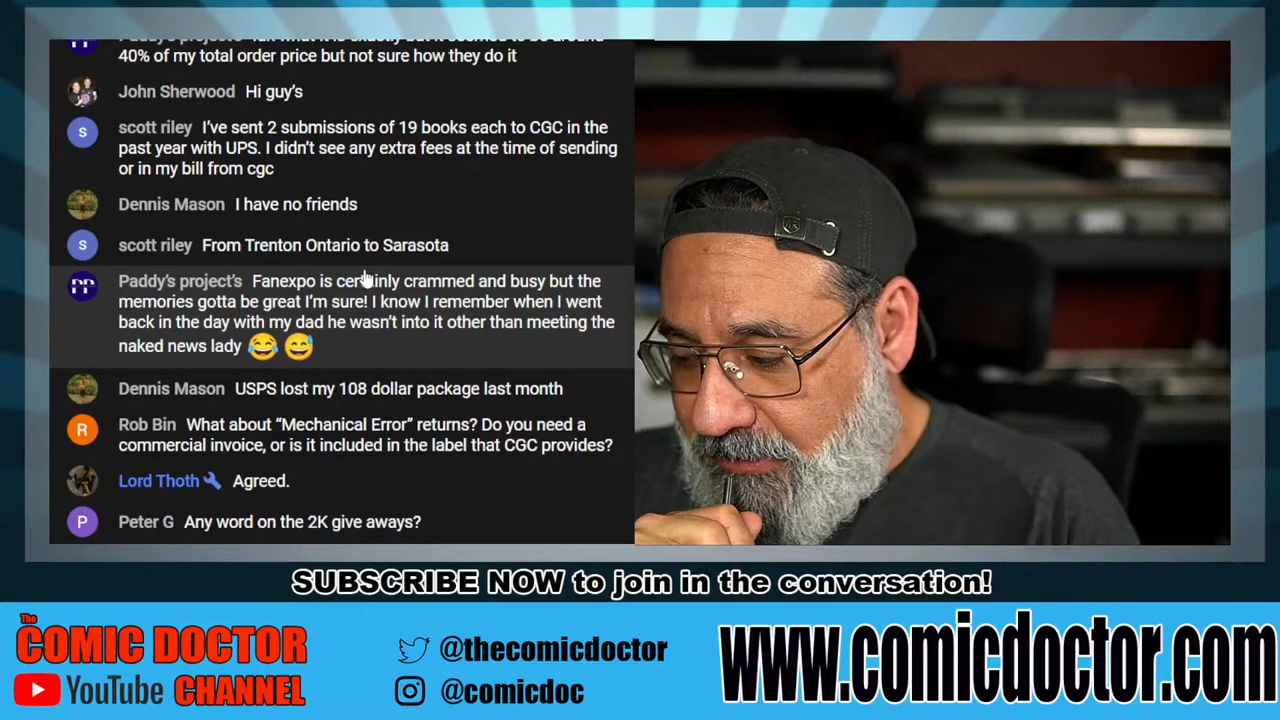 40% of my total order price but not sure how they do it
John Sherwood Hi guy's
scott riley I've sent 2 submissions of 19 books each to CGC in the
past year with UPS. I didn't see any extra fees at the time of sending
or in my bill from cgc
Dennis Mason I have no friends
S scott riley From Trenton Ontario to Sarasota
Paddy's project's Fanexpo is certainly crammed and busy but the
memories gotta be great I'm sure! I know I remember when I went
back in the day with my dad he wasn't into it other than meeting the
naked news lady 😂 😅
Dennis Mason USPS lost my 108 dollar package last month
R Rob Bin What about “Mechanical Error” returns? Do you need a
commercial invoice, or is it included in the label that CGC provides?
Lord Thoth Agreed.
P Peter G Any word on the 2K give aways?
SUBSCRIBE NOW to join in the conversation!
The
COMIC DOCTOR
YouTube CHANNEL
@thecomicdoctor
@comicdoc
www.comicdoctor.com